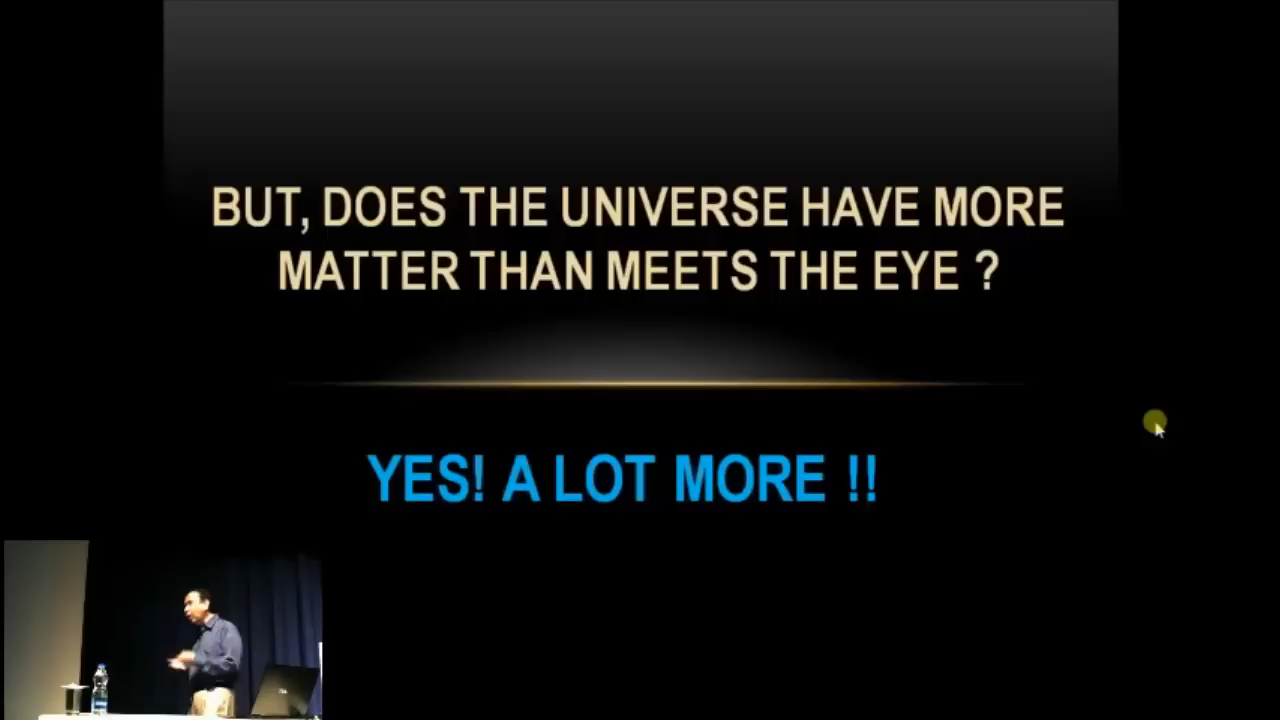 BUT, DOES THE UNIVERSE HAVE MORE
MATTER THAN MEETS THE EYE ?
YES! A LOT MORE !!